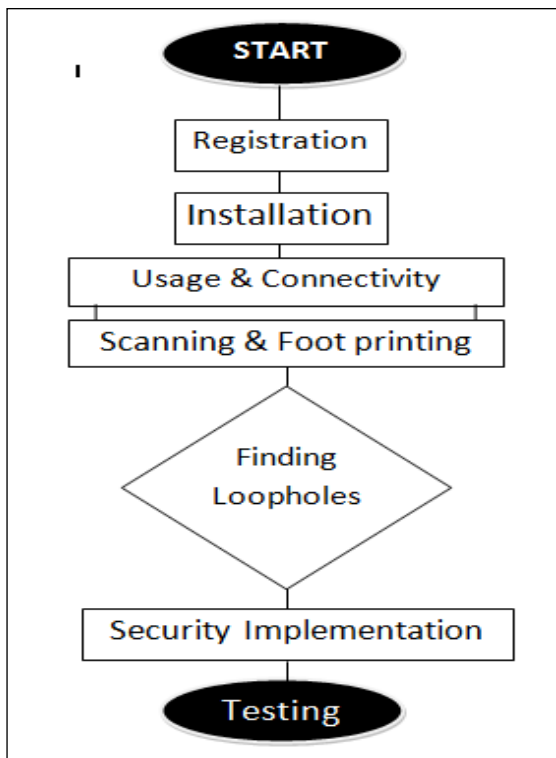 START
Registration
Installation
Usage & Connectivity
Scanning & Foot printing
Finding
Loopholes
Security Implementation
Testing